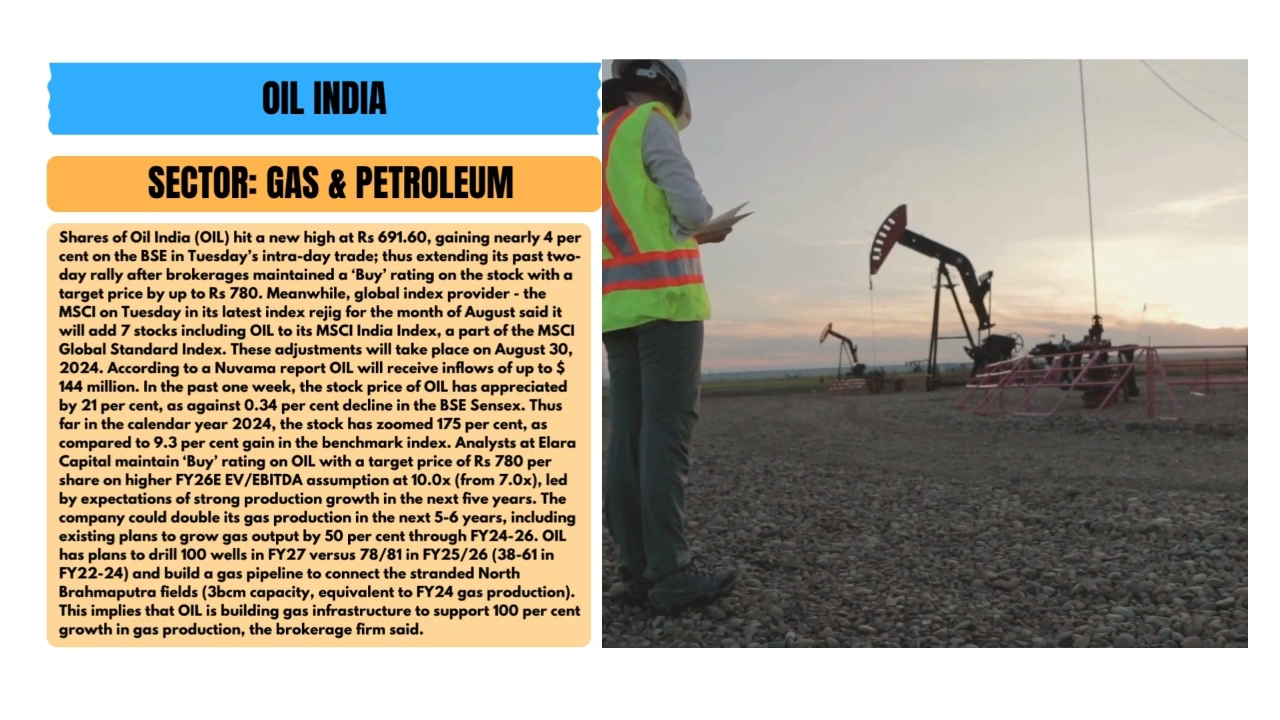 OIL INDIA
SECTOR: GAS & PETROLEUM
Shares of Oil India (OIL) hit a new high at Rs 691.60, gaining nearly 4 per
cent on the BSE in Tuesday's intra-day trade; thus extending its past two-
day rally after brokerages maintained a 'Buy' rating on the stock with a
target price by up to Rs 780. Meanwhile, global index provider - the
MSCI on Tuesday in its latest index rejig for the month of August said it
will add 7 stocks including OIL to its MSCI India Index, a part of the MSCI
Global Standard Index. These adjustments will take place on August 30,
2024. According to a Nuvama report OIL will receive inflows of up to $
144 million. In the past one week, the stock price of OIL has appreciated
by 21 per cent, as against 0.34 per cent decline in the BSE Sensex. Thus
far in the calendar year 2024, the stock has zoomed 175 per cent, as
compared to 9.3 per cent gain in the benchmark index. Analysts at Elara
Capital maintain 'Buy' rating on OIL with a target price of Rs 780 per
share on higher FY26E EV/EBITDA assumption at 10.0x (from 7.0x), led
by expectations of strong production growth in the next five years. The
company could double its gas production in the next 5-6 years, including
existing plans to grow gas output by 50 per cent through FY24-26. OIL
has plans to drill 100 wells in FY27 versus 78/81 in FY25/26 (38-61 in
FY22-24) and build a gas pipeline to connect the stranded North
Brahmaputra fields (3bcm capacity, equivalent to FY24 gas production).
This implies that OIL is building gas infrastructure to support 100 per cent
growth in gas production, the brokerage firm said.